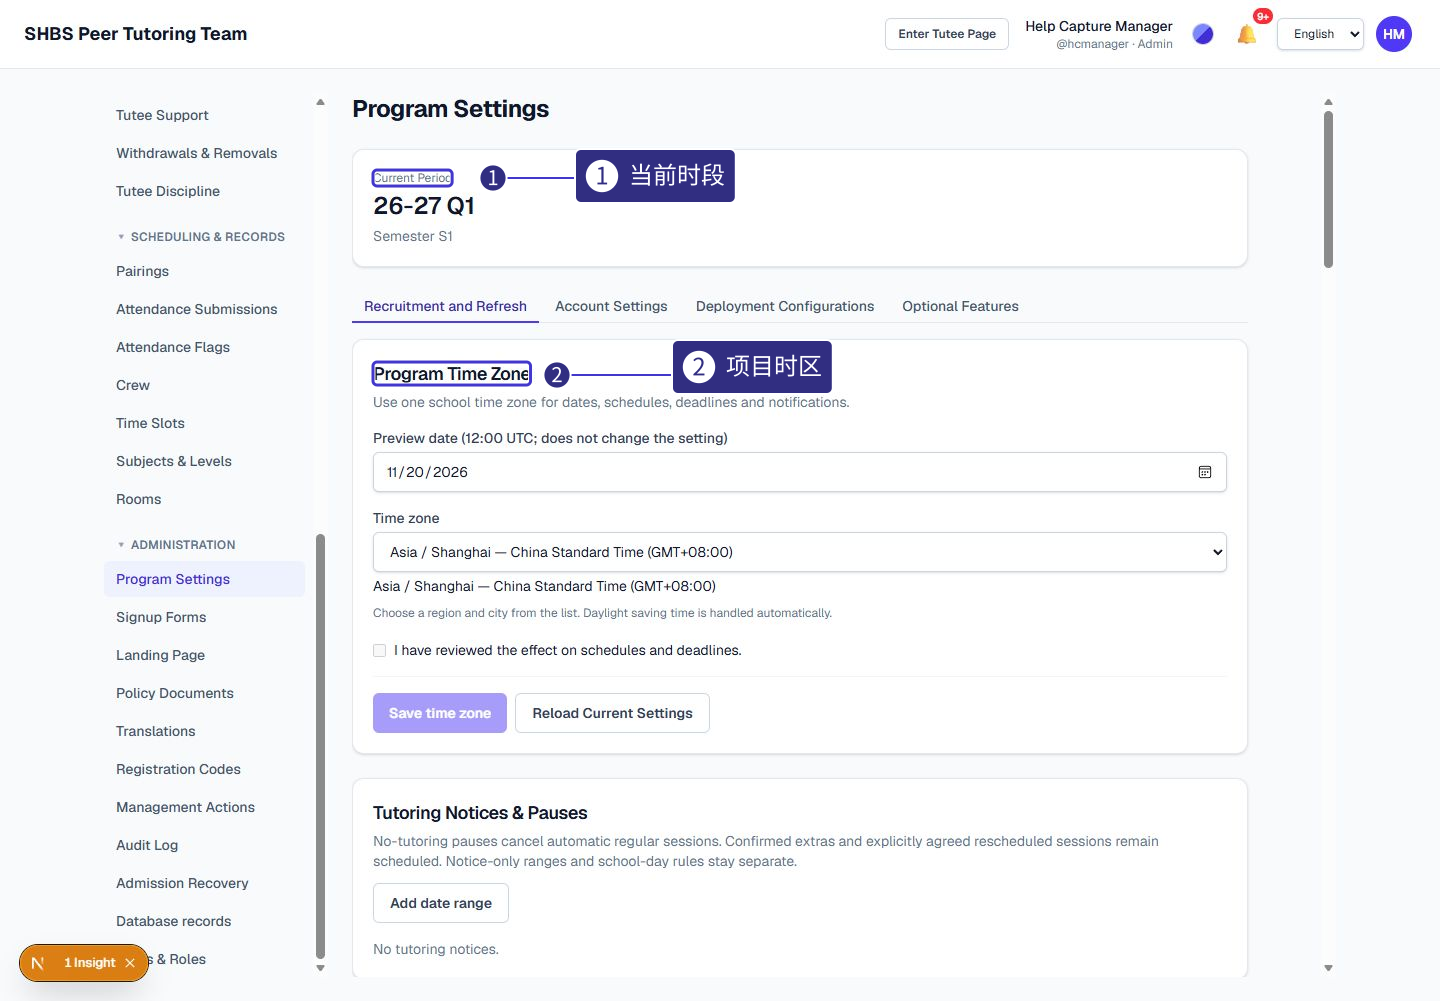 SHBS Peer Tutoring Team
Enter Tutee Page
Help Capture Manager
@hcmanager · Admin
9+
English
HM
Tutee Support
Withdrawals & Removals
Tutee Discipline
SCHEDULING & RECORDS
Pairings
Attendance Submissions
Attendance Flags
Crew
Time Slots
Subjects & Levels
Rooms
ADMINISTRATION
Program Settings
Signup Forms
Landing Page
Policy Documents
Translations
Registration Codes
Management Actions
Audit Log
Admission Recovery
Database records
s & Roles
1 Insight
Program Settings
Current Period
1
1 当前时段
26-27 Q1
Semester S1
Recruitment and Refresh
Account Settings
Deployment Configurations
Optional Features
Program Time Zone
2
2 项目时区
Use one school time zone for dates, schedules, deadlines and notifications.
Preview date (12:00 UTC; does not change the setting)
11/20/2026
Time zone
Asia / Shanghai — China Standard Time (GMT+08:00)
Asia / Shanghai — China Standard Time (GMT+08:00)
Choose a region and city from the list. Daylight saving time is handled automatically.
I have reviewed the effect on schedules and deadlines.
Save time zone
Reload Current Settings
Tutoring Notices & Pauses
No-tutoring pauses cancel automatic regular sessions. Confirmed extras and explicitly agreed rescheduled sessions remain
scheduled. Notice-only ranges and school-day rules stay separate.
Add date range
No tutoring notices.